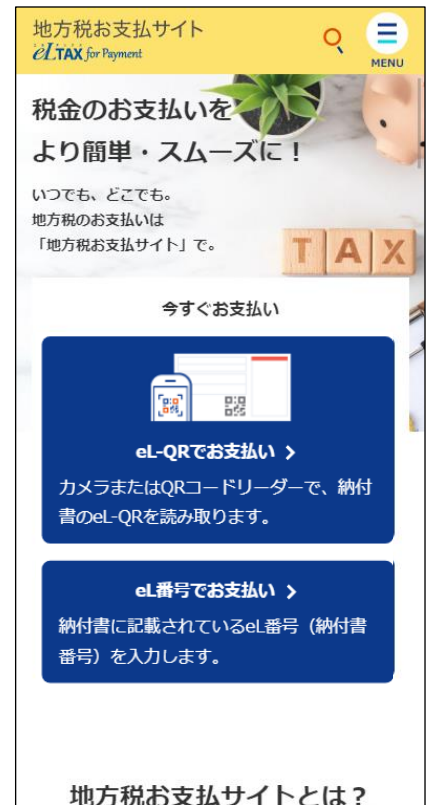 地方税お支払サイト
eLTAX for Payment
MENU
税金のお支払いを
より簡単・スムーズに！
いつでも、どこでも。
地方税のお支払いは
「地方税お支払サイト」で。
TAX
今すぐお支払い
eL-QRでお支払い
カメラまたはQRコードリーダーで、納付
書のeL-QRを読み取ります。
eL番号でお支払い
納付書に記載されているeL番号（納付書
番号）を入力します。
地方税お支払サイトとは？